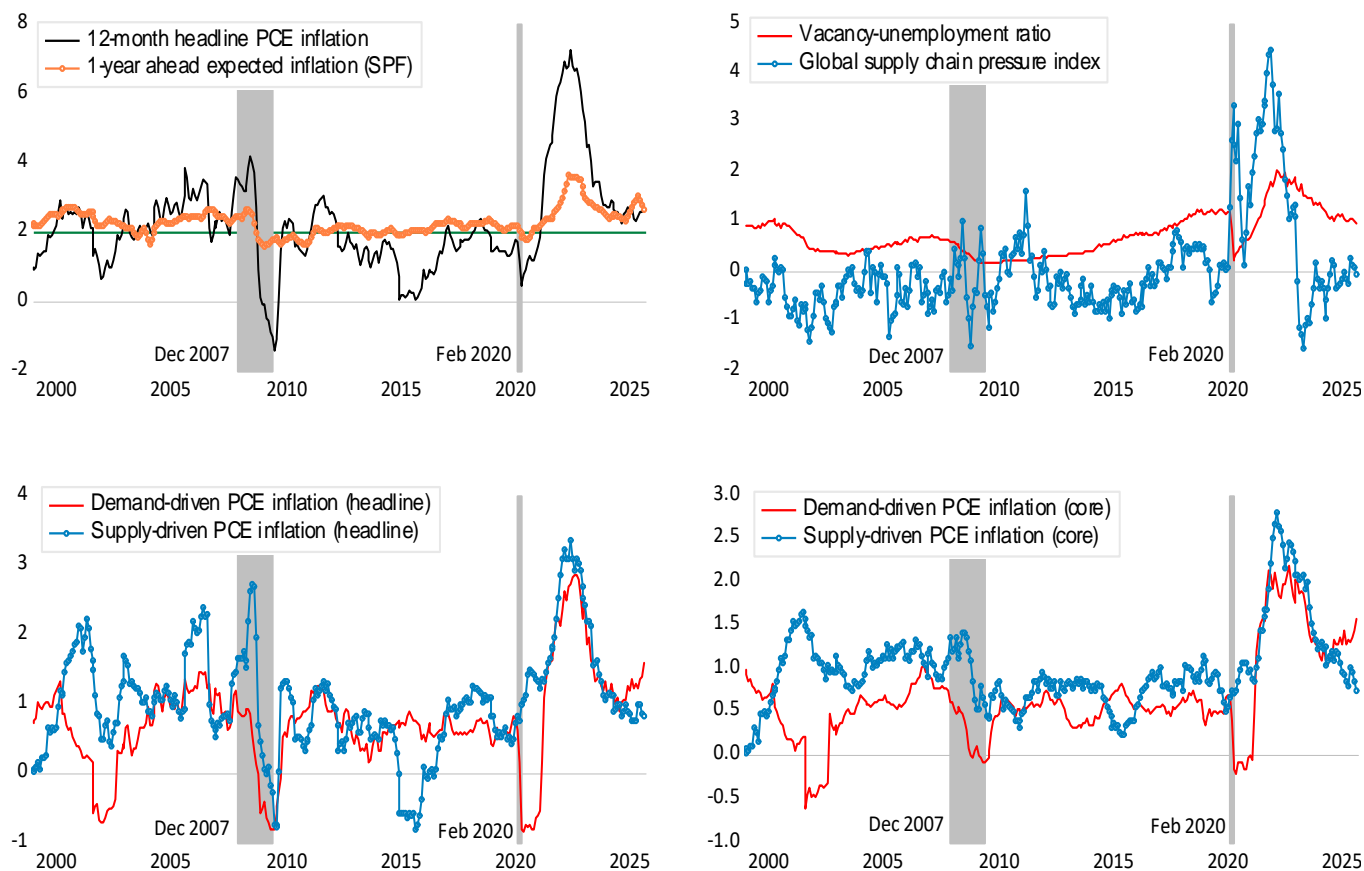 8
6
4
2
0
-2
12-month headline PCE inflation
1-year ahead expected inflation (SPF)
Dec 2007
Feb 2020
2000 2005 2010 2015 2020 2025
5
4
3
2
1
0
-1
-2
Vacancy-unemployment ratio
Global supply chain pressure index
Dec 2007
Feb 2020
2000 2005 2010 2015 2020 2025
4
3
2
1
0
-1
Demand-driven PCE inflation (headline)
Supply-driven PCE inflation (headline)
Dec 2007
Feb 2020
2000 2005 2010 2015 2020 2025
3.0
2.5
2.0
1.5
1.0
0.5
0.0
-0.5
-1.0
Demand-driven PCE inflation (core)
Supply-driven PCE inflation (core)
Dec 2007
Feb 2020
2000 2005 2010 2015 2020 2025